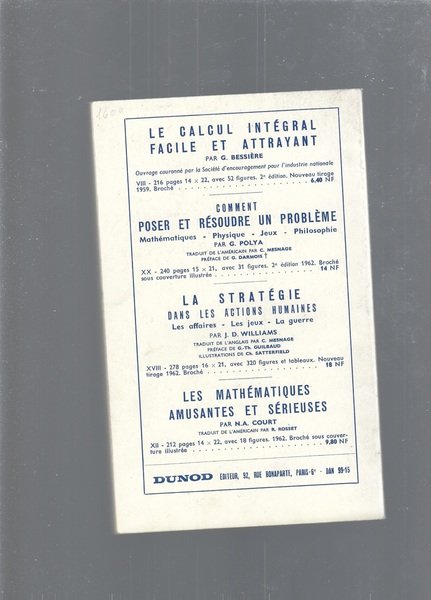 1600
LE CALCUL INTÉGRAL
FACILE ET ATTRAYANT
PAR G. BESSIÈRE
Ouvrage couronné par la Société d'encouragement pour l'industrie nationale
VIII - 216 pages 14 × 22, avec 52 figures. 2e édition. Nouveau tirage
1959. Broché . . . . . . . . . . . . . . . . . . . . 6,40 NF
COMMENT
POSER ET RÉSOUDRE UN PROBLÈME
Mathématiques - Physique - Jeux - Philosophie
PAR G. POLYA
TRADUIT DE L'AMÉRICAIN PAR C. MESNAGE
PRÉFACE DE G. DARMOIS †
XX - 240 pages 15 × 21, avec 31 figures. 2e édition 1962. Broché
sous couverture illustrée . . . . . . . . . . . . . . . 14 NF
LA STRATÉGIE
DANS LES ACTIONS HUMAINES
Les affaires - Les jeux - La guerre
PAR J. D. WILLIAMS
TRADUIT DE L'ANGLAIS PAR C. MESNAGE
PRÉFACE DE G.-Th. GUILBAUD
ILLUSTRATIONS DE Ch. SATTERFIELD
XVIII - 278 pages 16 × 21, avec 320 figures et tableaux. Nouveau
tirage 1962. Broché . . . . . . . . . . . . . . . . . . 18 NF
LES MATHÉMATIQUES
AMUSANTES ET SÉRIEUSES
PAR N.A. COURT
TRADUIT DE L'AMÉRICAIN PAR R. ROSSET
XII - 212 pages 14 × 22, avec 18 figures. 1962. Broché sous couver-
ture illustrée . . . . . . . . . . . . . . . . . . . . 9,80 NF
DUNOD ÉDITEUR, 92, RUE BONAPARTE, PARIS-6e - DAN 99-15